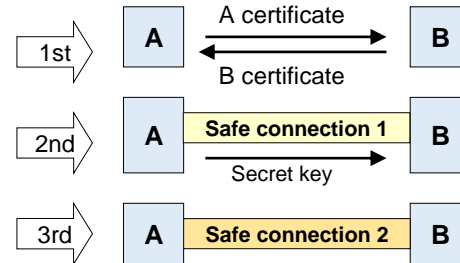 A certificate
1st
A
B
B certificate
2nd
A
Safe connection 1
B
Secret key
3rd
A
Safe connection 2
B